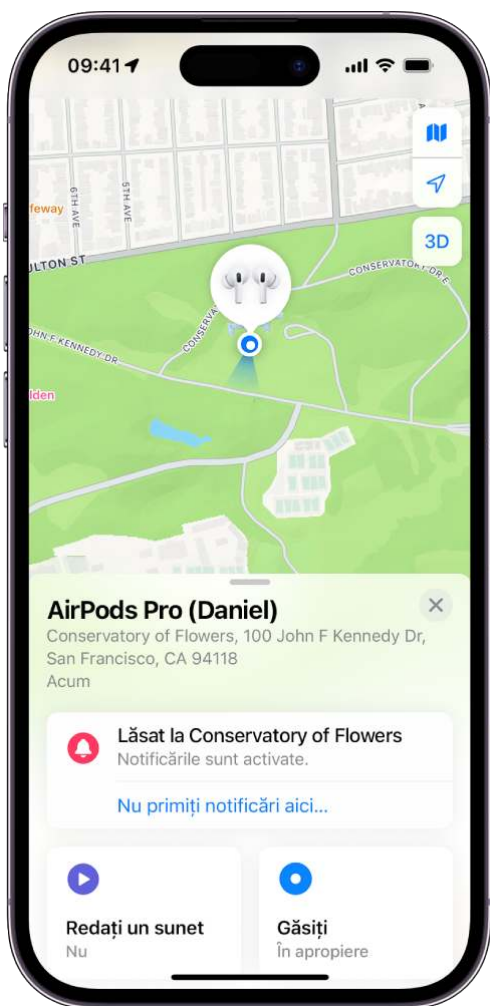 09:41
feway
6TH AVE
5TH AVE
3D
ULTON ST
CONSERVATORY DR E
CONSERVA
JOHN F KENNEDY DR
lden
AirPods Pro (Daniel)
Conservatory of Flowers, 100 John F Kennedy Dr,
San Francisco, CA 94118
Acum
Lăsat la Conservatory of Flowers
Notificările sunt activate.
Nu primiți notificări aici...
Redați un sunet
Nu
Găsiți
În apropiere